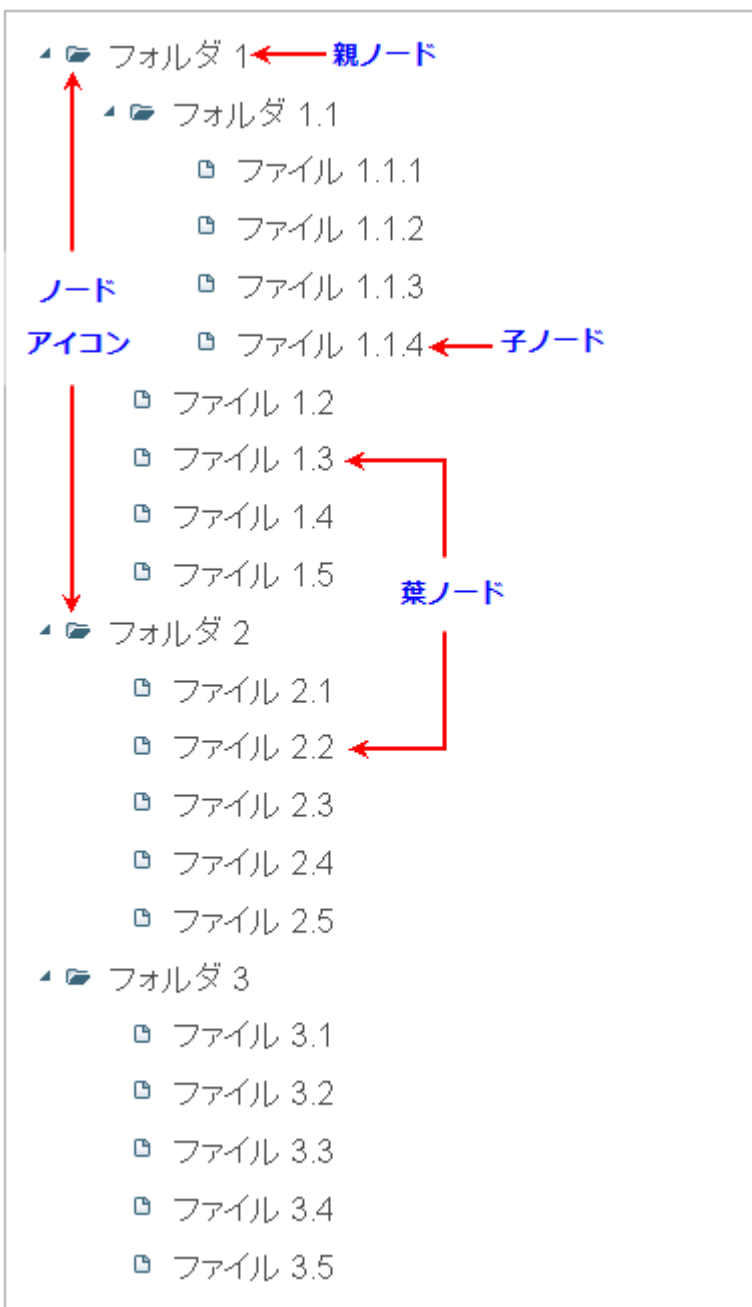 フォルダ 1 親ノード
フォルダ 1.1
ファイル 1.1.1
ファイル 1.1.2
ファイル 1.1.3
ノード
アイコン
ファイル 1.1.4 子ノード
ファイル 1.2
ファイル 1.3
ファイル 1.4
ファイル 1.5
葉ノード
フォルダ 2
ファイル 2.1
ファイル 2.2
ファイル 2.3
ファイル 2.4
ファイル 2.5
フォルダ 3
ファイル 3.1
ファイル 3.2
ファイル 3.3
ファイル 3.4
ファイル 3.5